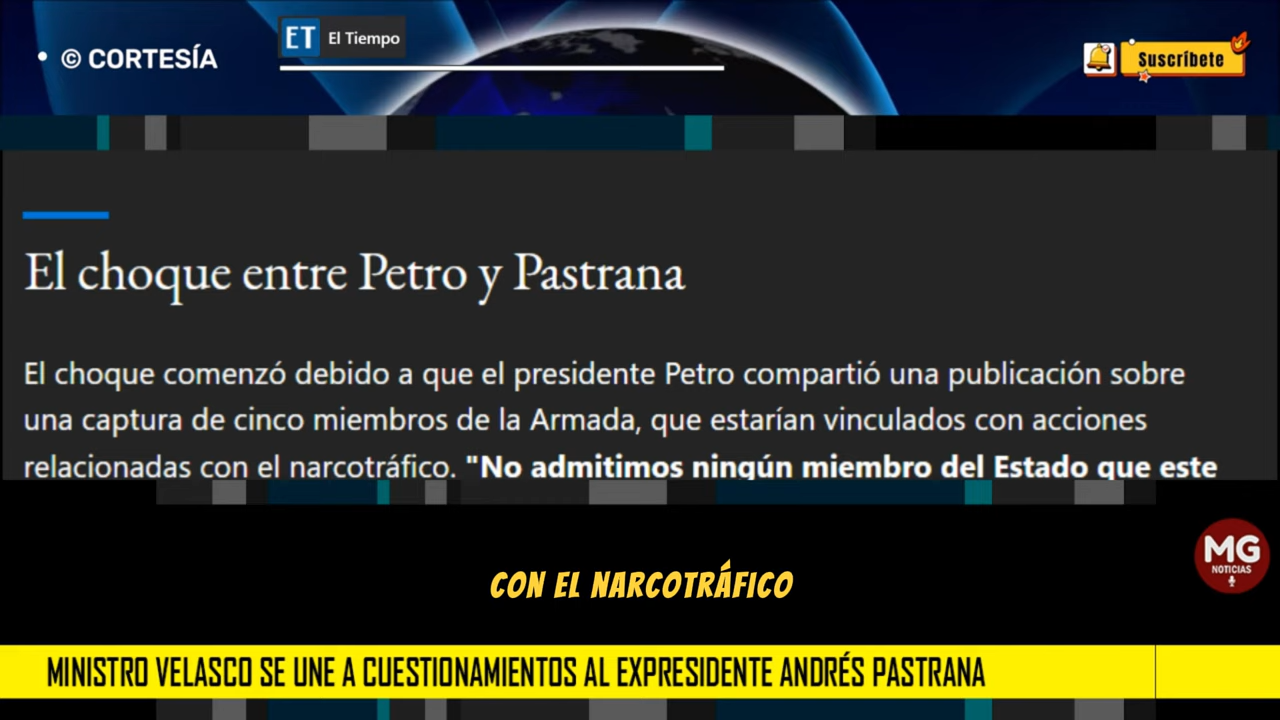 © CORTESÍA
ET El Tiempo
Suscríbete
El choque entre Petro y Pastrana
El choque comenzó debido a que el presidente Petro compartió una publicación sobre
una captura de cinco miembros de la Armada, que estarían vinculados con acciones
relacionadas con el narcotráfico. "No admitimos ningún miembro del Estado que este
MG
NOTICIAS
CON EL NARCOTRÁFICO
MINISTRO VELASCO SE UNE A CUESTIONAMIENTOS AL EXPRESIDENTE ANDRÉS PASTRANA